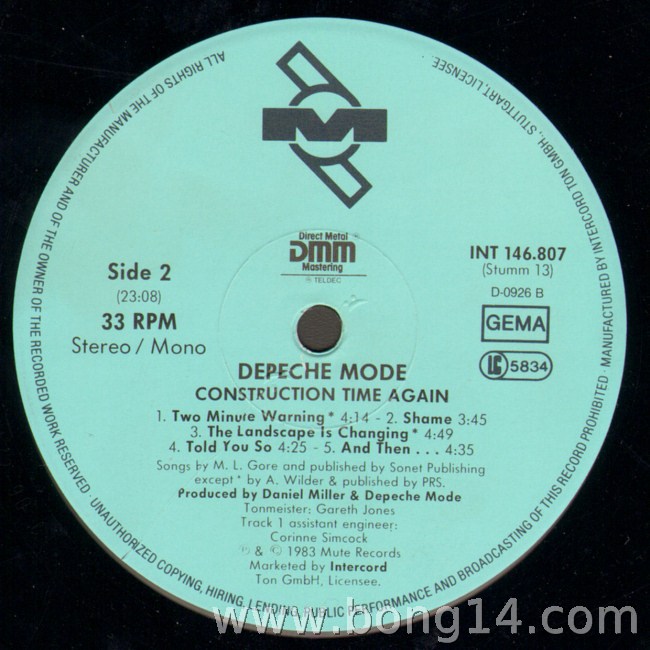 ALL RIGHTS OF THE MANUFACTURER AND OF THE OWNER OF THE RECORDED WORK RESERVED · UNAUTHORIZED COPYING, HIRING, LENDING, PUBLIC PERFORMANCE AND BROADCASTING OF THIS RECORD PROHIBITED · MANUFACTURED BY INTERCORD TON GMBH., STUTTGART, LICENSEE.
M
Direct Metal
DMM
Mastering
℗ TELDEC
Side 2
(23:08)
33 RPM
Stereo / Mono
INT 146.807
(Stumm 13)
D-0926 B
GEMA
LC 5834
DEPECHE MODE
CONSTRUCTION TIME AGAIN
1. Two Minute Warning* 4:14 - 2. Shame 3:45
3. The Landscape is Changing* 4:49
4. Told You So 4:25 - 5. And Then . . . 4:35
Songs by M. L. Gore and published by Sonet Publishing
except* by A. Wilder & published by PRS.
Produced by Daniel Miller & Depeche Mode
Tonmeister: Gareth Jones
Track 1 assistant engineer:
Corinne Simcock
℗ & © 1983 Mute Records
Marketed by Intercord
Ton GmbH, Licensee.
www.bong14.com